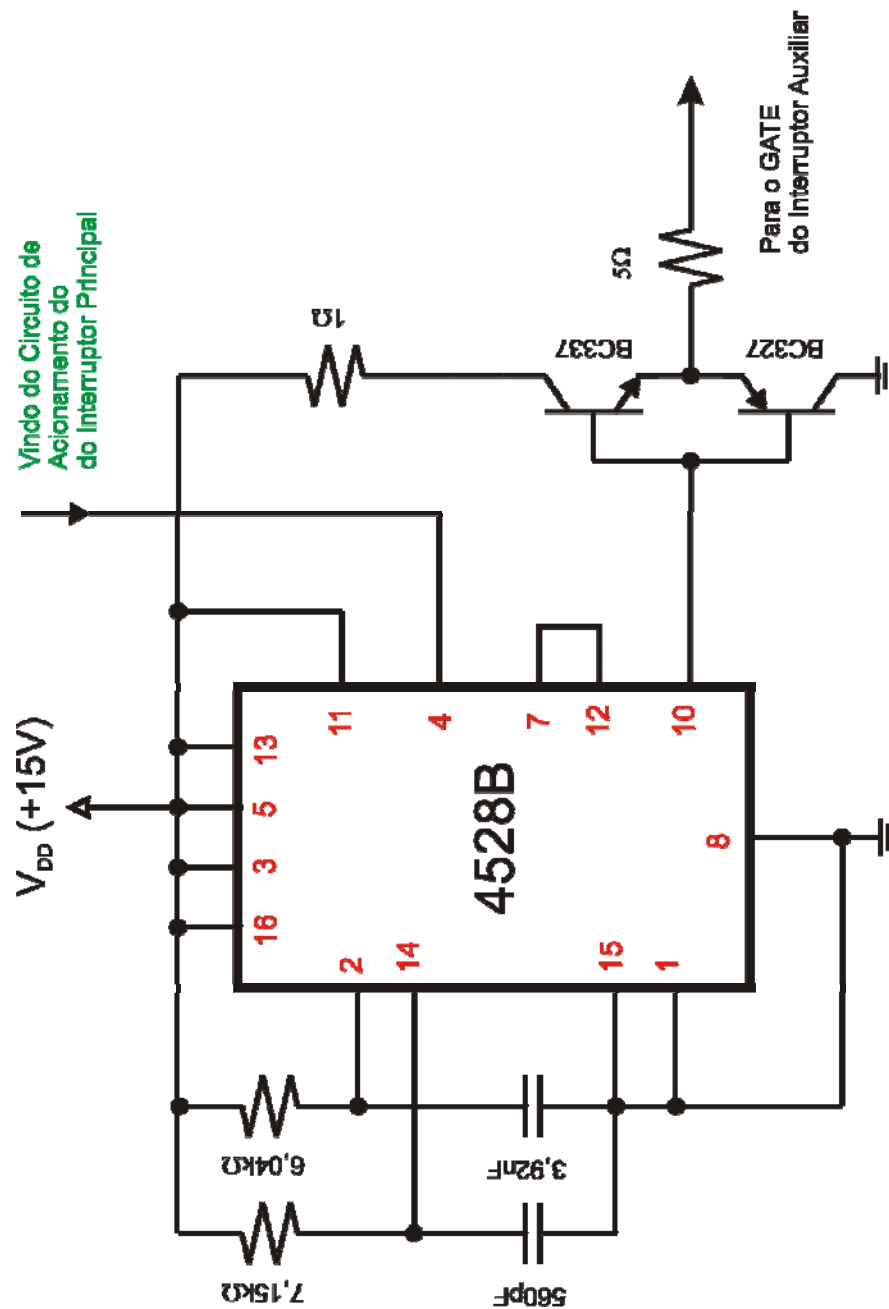 Vindo do Circuito de
Acionamento do
do Interruptor Principal
V_DD (+15V)
1Ω
16
3
5
13
11
4
7
12
10
2
14
15
1
8
4528B
7,15kΩ
6,04kΩ
560pF
3,92nF
BC337
BC327
5Ω
Para o GATE
do Interruptor Auxiliar